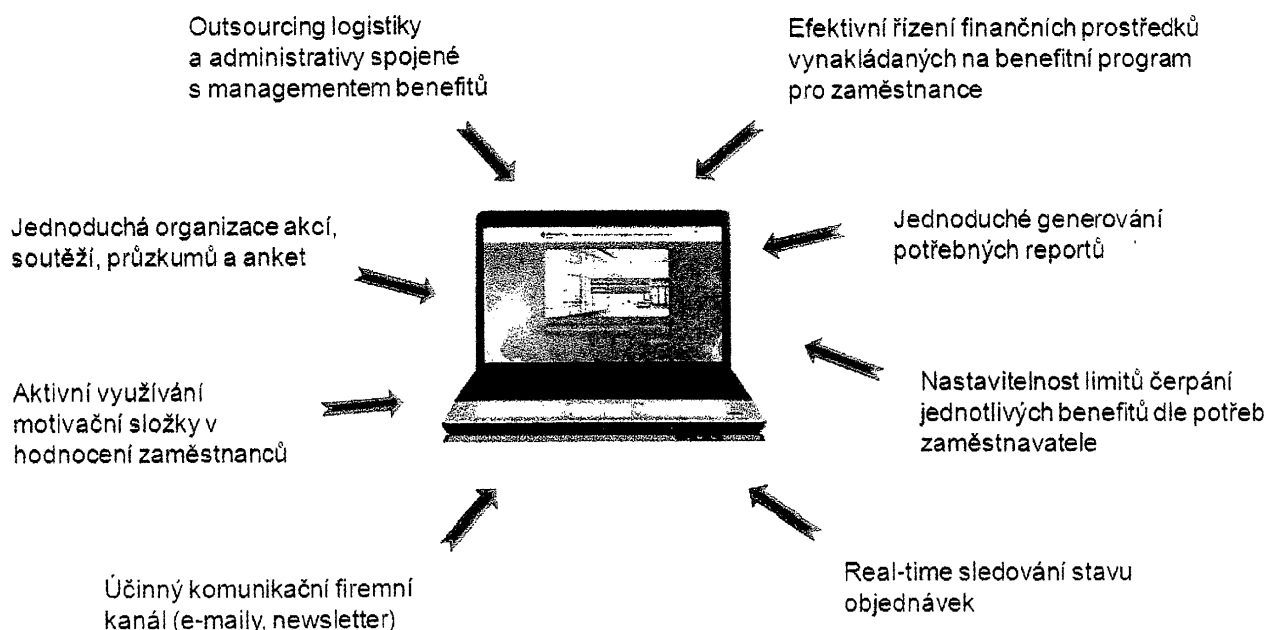 Outsourcing logistiky
a administrativy spojené
s managementem benefitů
Efektivní řízení finančních prostředků
vynakládaných na benefitní program
pro zaměstnance
Jednoduchá organizace akcí,
soutěží, průzkumů a anket
Jednoduché generování
potřebných reportů
Aktivní využívání
motivační složky v
hodnocení zaměstnanců
Nastavitelnost limitů čerpání
jednotlivých benefitů dle potřeb
zaměstnavatele
Účinný komunikační firemní
kanál (e-maily, newsletter)
Real-time sledování stavu
objednávek